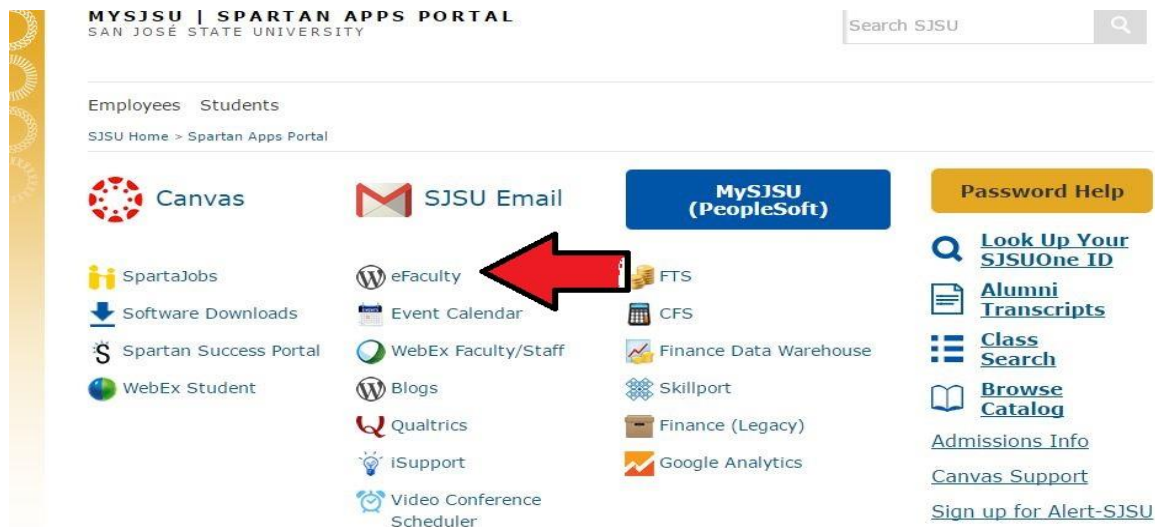 MYSJSU | SPARTAN APPS PORTAL
SAN JOSÉ STATE UNIVERSITY
Search SJSU
Employees Students
SJSU Home > Spartan Apps Portal
Canvas
SJSU Email
MySJSU
(PeopleSoft)
SpartaJobs
Software Downloads
Spartan Success Portal
WebEx Student
eFaculty
Event Calendar
WebEx Faculty/Staff
Blogs
Qualtrics
iSupport
Video Conference
Scheduler
FTS
CFS
Finance Data Warehouse
Skillport
Finance (Legacy)
Google Analytics
Password Help
Look Up Your
SJSUOne ID
Alumni
Transcripts
Class
Search
Browse
Catalog
Admissions Info
Canvas Support
Sign up for Alert-SJSU